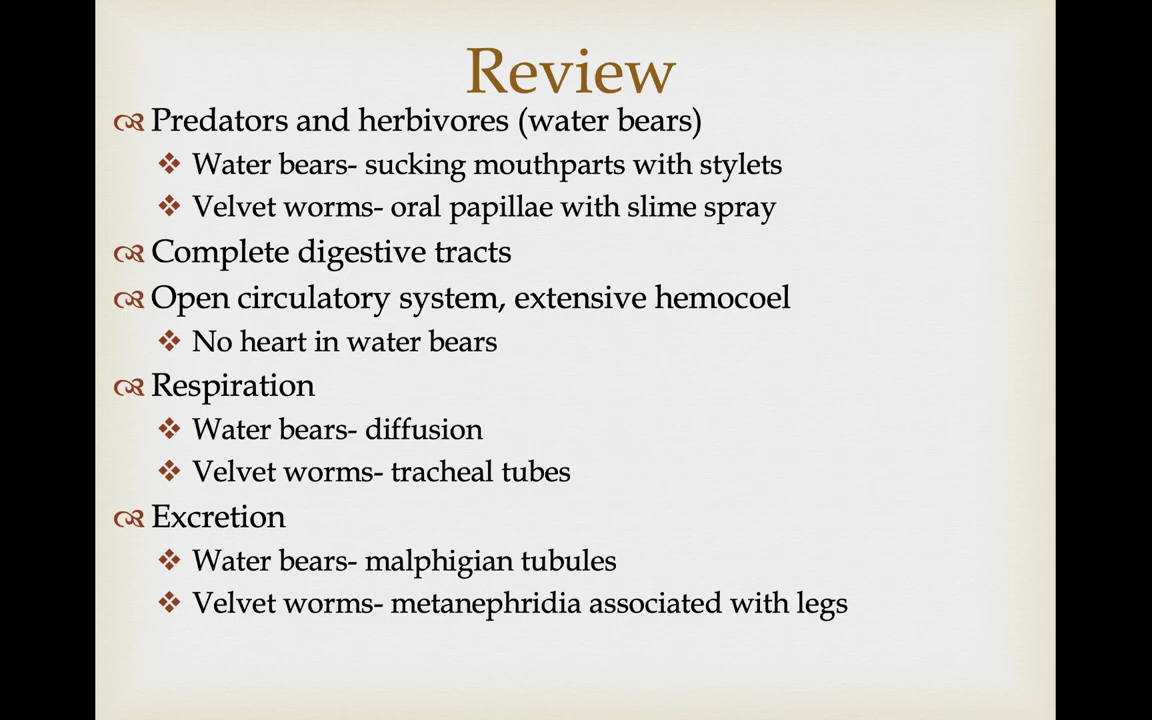 Review
Predators and herbivores (water bears)
Water bears- sucking mouthparts with stylets
Velvet worms- oral papillae with slime spray
Complete digestive tracts
Open circulatory system, extensive hemocoel
No heart in water bears
Respiration
Water bears- diffusion
Velvet worms- tracheal tubes
Excretion
Water bears- malphigian tubules
Velvet worms- metanephridia associated with legs